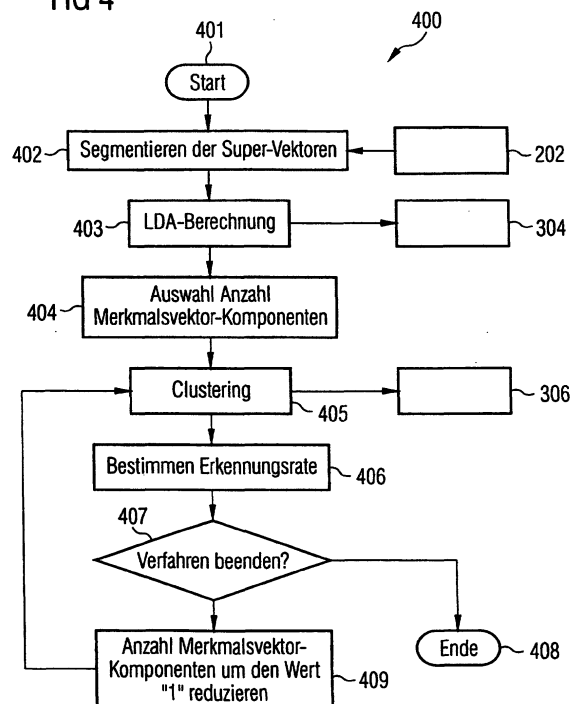 FIG 4
400
401
Start
402
Segmentieren der Super-Vektoren
202
403
LDA-Berechnung
304
404
Auswahl Anzahl
Merkmalsvektor-Komponenten
Clustering
405
306
Bestimmen Erkennungsrate
406
407
Verfahren beenden?
Ende
408
Anzahl Merkmalsvektor-
Komponenten um den Wert
"1" reduzieren
409